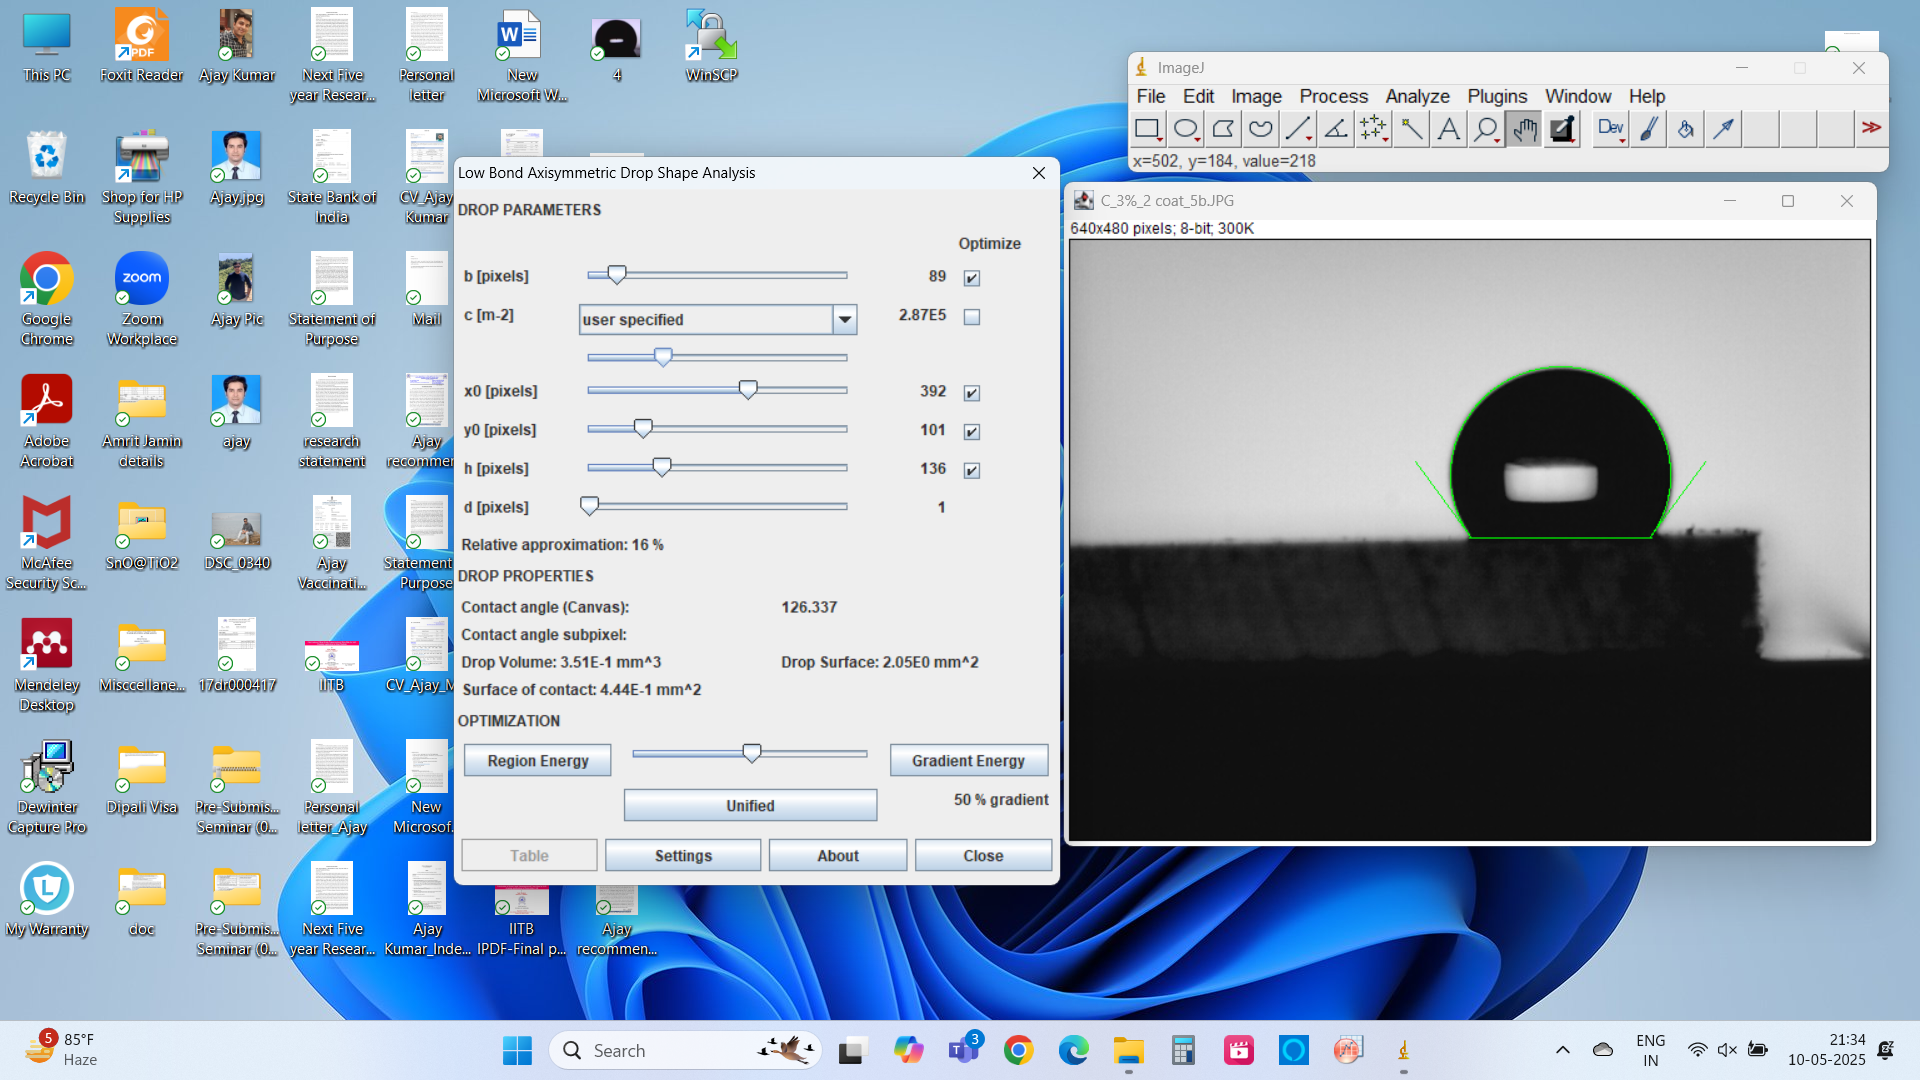 This PC
Foxit Reader
Ajay Kumar
Next Five
year Resear...
Personal
letter
New
Microsoft W...
4
WinSCP
Recycle Bin
Shop for HP
Supplies
Ajay.jpg
State Bank of
India
CV_Ajay
Kumar
Google
Chrome
zoom
Zoom
Workplace
Ajay Pic
Statement of
Purpose
Mail
Adobe
Acrobat
Amrit Jamin
details
ajay
research
statement
Ajay
recommen
McAfee
Security Sc...
SnO@TiO2
DSC_0340
Ajay
Vaccinati...
Statement
Purpose
Mendeley
Desktop
Misccellane...
17dr000417
IITB
CV_Ajay_M
Dewinter
Capture Pro
Dipali Visa
Pre-Submis...
Seminar (0...
Personal
letter_Ajay
New
Microsof.
My Warranty
doc
Pre-Submis...
Seminar (0...
Next Five
year Resear...
Ajay
Kumar_Inde...
IITB
IPDF-Final p...
Ajay
recommen...
Low Bond Axisymmetric Drop Shape Analysis
DROP PARAMETERS
Optimize
b [pixels] 89
c [m-2] user specified 2.87E5
x0 [pixels] 392
y0 [pixels] 101
h [pixels] 136
d [pixels] 1
Relative approximation: 16 %
DROP PROPERTIES
Contact angle (Canvas): 126.337
Contact angle subpixel:
Drop Volume: 3.51E-1 mm^3 Drop Surface: 2.05E0 mm^2
Surface of contact: 4.44E-1 mm^2
OPTIMIZATION
Region Energy Gradient Energy
Unified 50 % gradient
Table Settings About Close
ImageJ
File Edit Image Process Analyze Plugins Window Help
A Dev >>
x=502, y=184, value=218
C_3%_2 coat_5b.JPG
640x480 pixels; 8-bit; 300K
5
85°F
Haze
Search
3
ENG
IN
21:34
10-05-2025